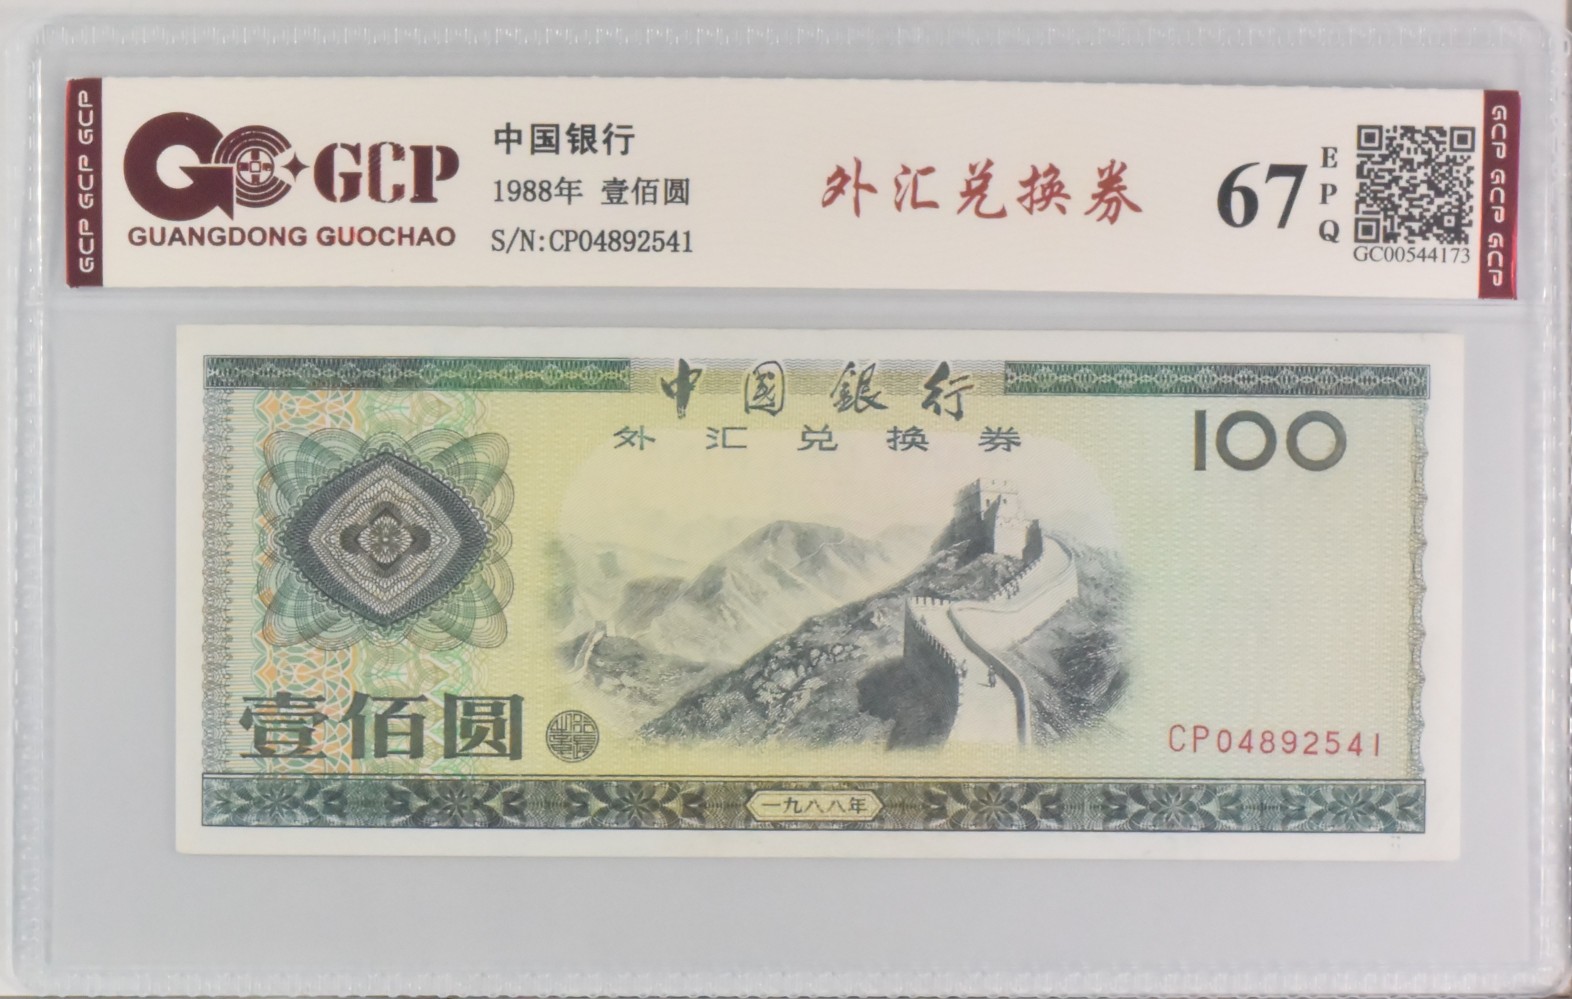 GCP GCP GCP
GCP
GUANGDONG GUOCHAO
中国银行
1988年 壹佰圆
S/N:CP04892541
外汇兑换券
67
EPQ
GC00544173
GCP GCP GCP
中國銀行
外汇兑换券
100
壹佰圆
CP04892541
一九八八年